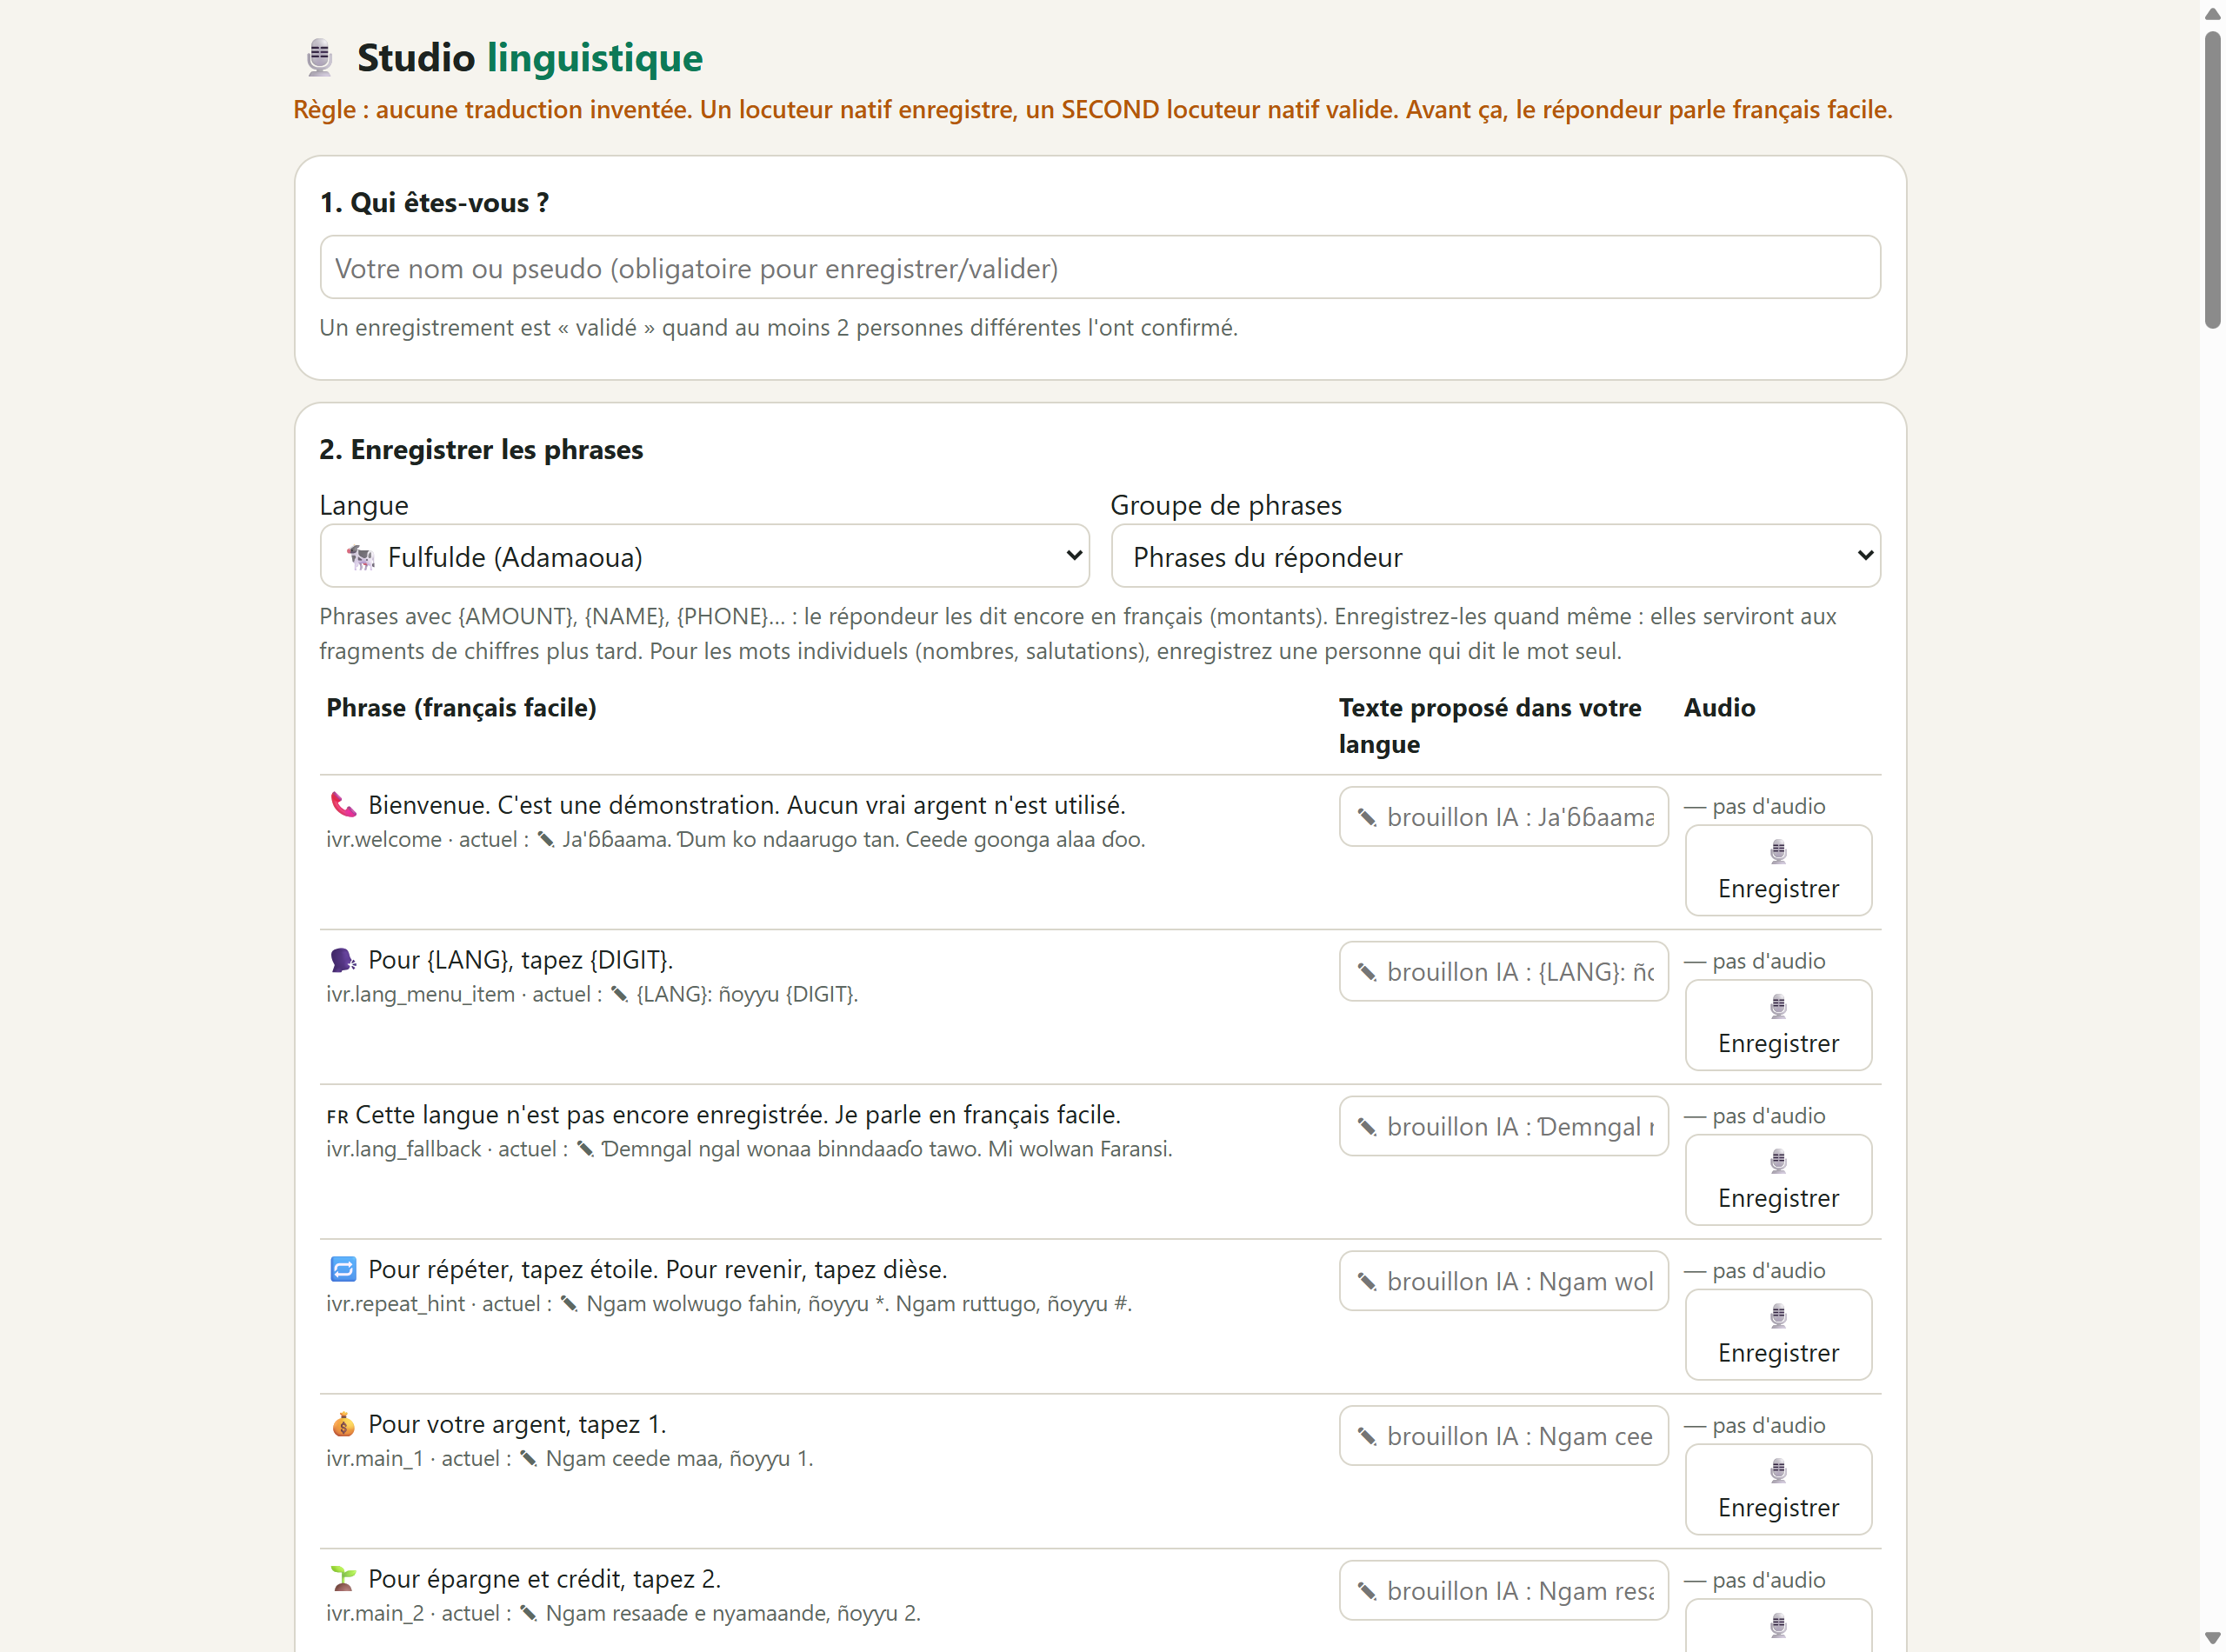 Studio linguistique
Règle : aucune traduction inventée. Un locuteur natif enregistre, un SECOND locuteur natif valide. Avant ça, le répondeur parle français facile.
1. Qui êtes-vous ?
Votre nom ou pseudo (obligatoire pour enregistrer/valider)
Un enregistrement est « validé » quand au moins 2 personnes différentes l'ont confirmé.
2. Enregistrer les phrases
Langue
Groupe de phrases
Fulfulde (Adamaoua)
Phrases du répondeur
Phrases avec {AMOUNT}, {NAME}, {PHONE}… : le répondeur les dit encore en français (montants). Enregistrez-les quand même : elles serviront aux
fragments de chiffres plus tard. Pour les mots individuels (nombres, salutations), enregistrez une personne qui dit le mot seul.
Phrase (français facile)
Texte proposé dans votre
langue
Audio
Bienvenue. C'est une démonstration. Aucun vrai argent n'est utilisé.
ivr.welcome · actuel : Ja'ɓɓaama. Ɗum ko ndaarugo tan. Ceede goonga alaa ɗoo.
brouillon IA : Ja'ɓɓaama
— pas d'audio
Enregistrer
Pour {LANG}, tapez {DIGIT}.
ivr.lang_menu_item · actuel : {LANG}: ñoƴƴu {DIGIT}.
brouillon IA : {LANG}: ño
— pas d'audio
Enregistrer
FR Cette langue n'est pas encore enregistrée. Je parle en français facile.
ivr.lang_fallback · actuel : Ɗemngal ngal wonaa binndaaɗo tawo. Mi wolwan Faransi.
brouillon IA : Ɗemngal
— pas d'audio
Enregistrer
Pour répéter, tapez étoile. Pour revenir, tapez dièse.
ivr.repeat_hint · actuel : Ngam wolwugo fahin, ñoƴƴu *. Ngam ruttugo, ñoƴƴu #.
brouillon IA : Ngam wol
— pas d'audio
Enregistrer
Pour votre argent, tapez 1.
ivr.main_1 · actuel : Ngam ceede maa, ñoƴƴu 1.
brouillon IA : Ngam cee
— pas d'audio
Enregistrer
Pour épargne et crédit, tapez 2.
ivr.main_2 · actuel : Ngam resaaɗe e nyamaande, ñoƴƴu 2.
brouillon IA : Ngam resa
— pas d'audio